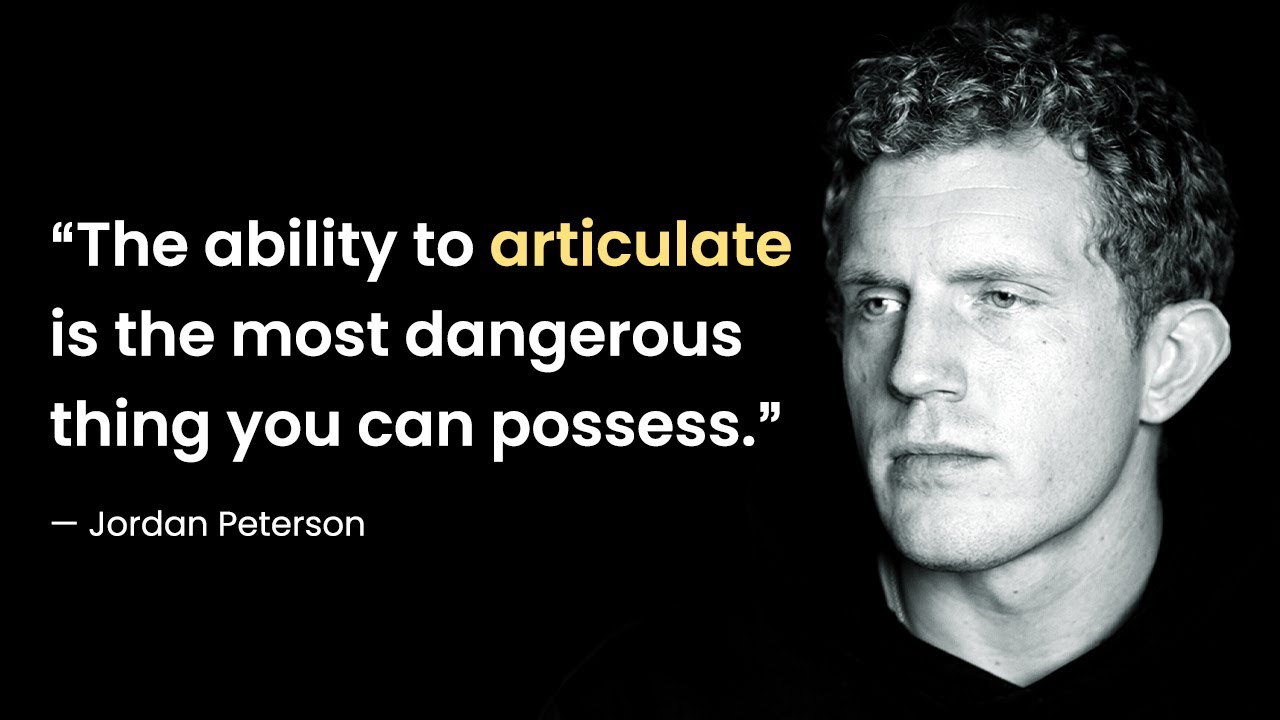 “The ability to articulate
is the most dangerous
thing you can possess.”
— Jordan Peterson